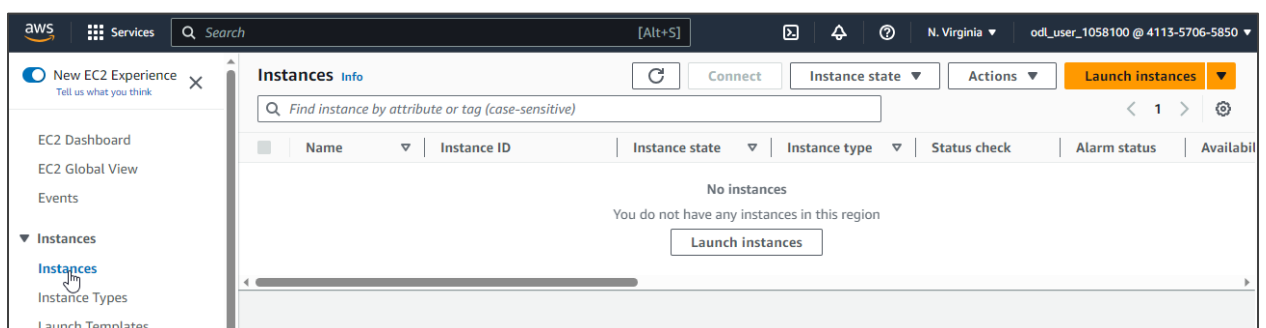 aws Services Search [Alt+S] N. Virginia ▼ odl_user_1058100 @ 4113-5706-5850 ▼
New EC2 Experience
Tell us what you think
EC2 Dashboard
EC2 Global View
Events
▼ Instances
Instances
Instance Types
Launch Templates
Instances Info Connect Instance state ▼ Actions ▼ Launch instances ▼
Find instance by attribute or tag (case-sensitive) < 1 >
Name Instance ID Instance state Instance type Status check Alarm status Availabil
No instances
You do not have any instances in this region
Launch instances